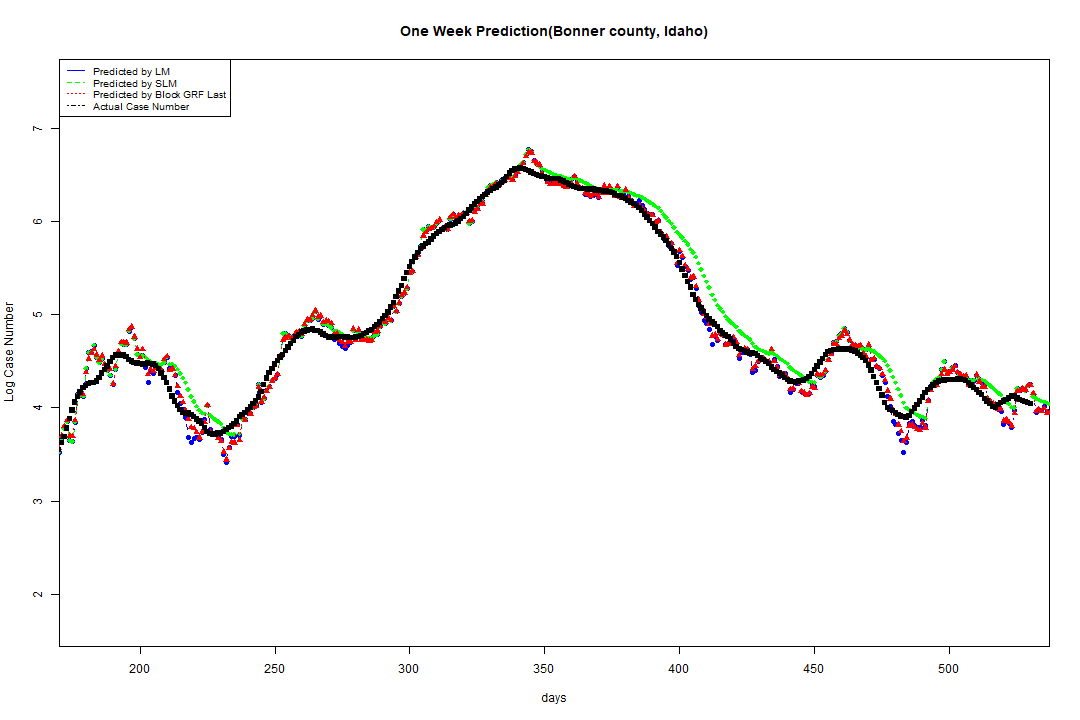 One Week Prediction(Bonner county, Idaho)
Predicted by LM
Predicted by SLM
Predicted by Block GRF Last
Actual Case Number
Log Case Number
7
6
5
4
3
2
200 250 300 350 400 450 500
days